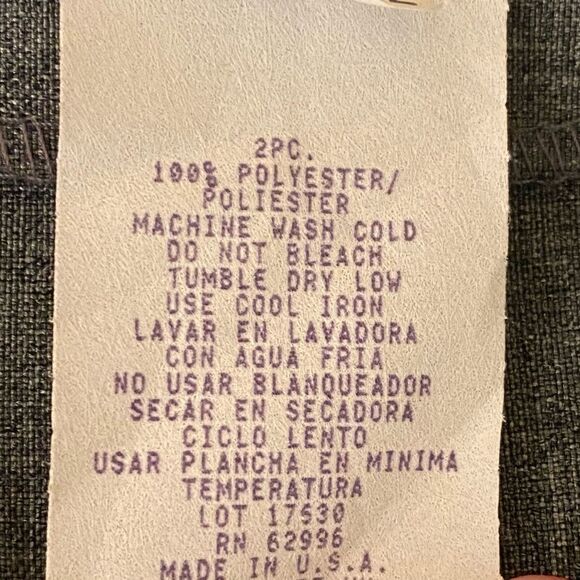 2PC.
100% POLYESTER/
POLIESTER
MACHINE WASH COLD
DO NOT BLEACH
TUMBLE DRY LOW
USE COOL IRON
LAVAR EN LAVADORA
CON AGUA FRIA
NO USAR BLANQUEADOR
SECAR EN SECADORA
CICLO LENTO
USAR PLANCHA EN MINIMA
TEMPERATURA
LOT 17530
RN 62996
MADE IN U.S.A.